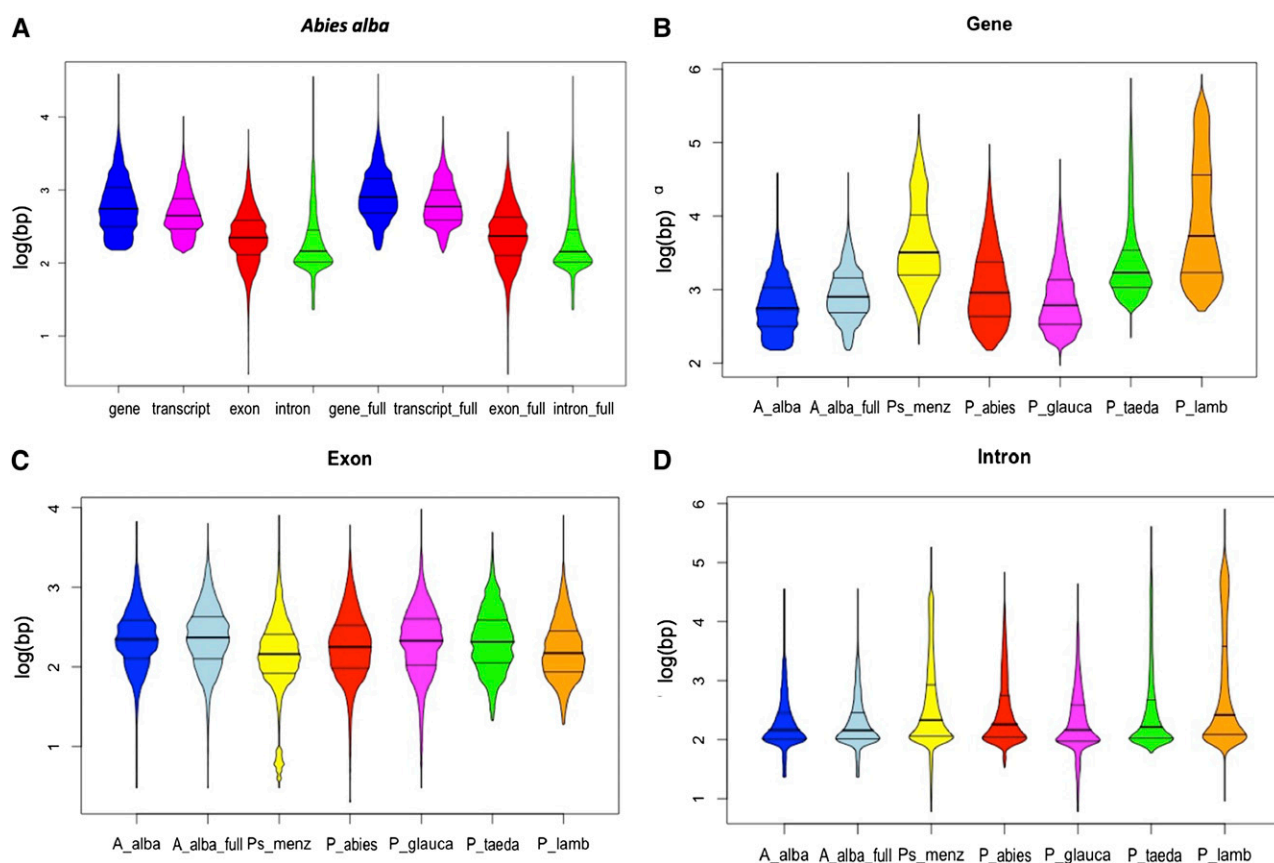 A
Abies alba
log(bp)
4
3
2
1
gene transcript exon intron gene_full transcript_full exon_full intron_full
B
Gene
log(bp)
6
5
4
3
2
A_alba A_alba_full Ps_menz P_abies P_glauca P_taeda P_lamb
C
Exon
log(bp)
4
3
2
1
A_alba A_alba_full Ps_menz P_abies P_glauca P_taeda P_lamb
D
Intron
log(bp)
6
5
4
3
2
1
A_alba A_alba_full Ps_menz P_abies P_glauca P_taeda P_lamb